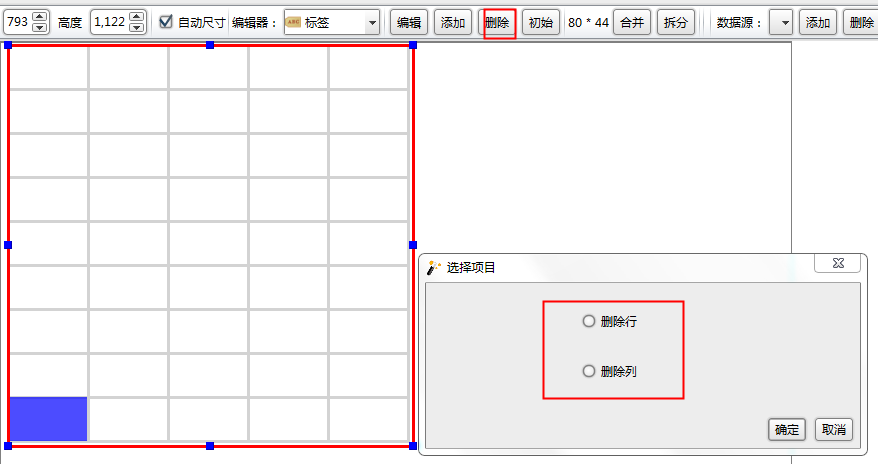 793 高度 1,122 自动尺寸 编辑器： ABC 标签 编辑 添加 删除 初始 80 * 44 合并 拆分 数据源： 添加 删除
选择项目
删除行
删除列
确定 取消